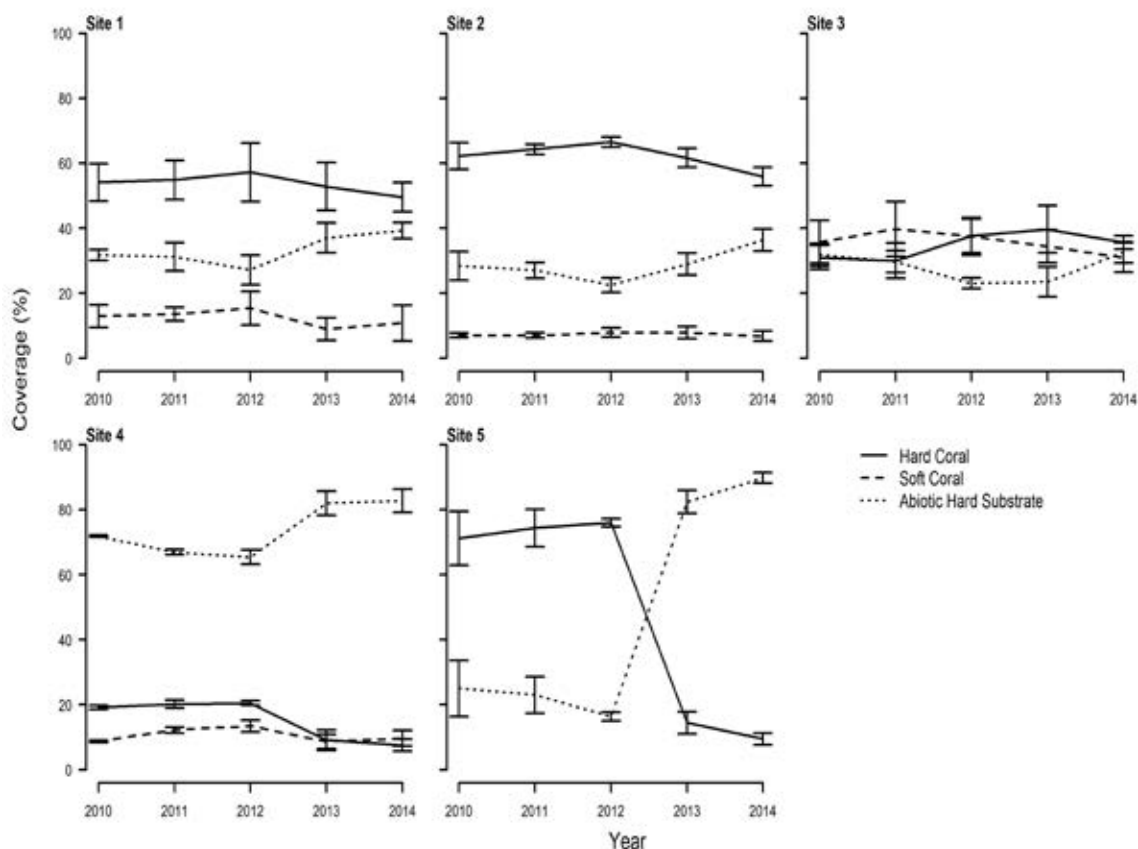 Site 1
Site 2
Site 3
100
80
60
40
20
0
2010 2011 2012 2013 2014
2010 2011 2012 2013 2014
2010 2011 2012 2013 2014
Coverage (%)
Site 4
Site 5
100
80
60
40
20
0
Hard Coral
Soft Coral
Abiotic Hard Substrate
2010 2011 2012 2013 2014
2010 2011 2012 2013 2014
Year